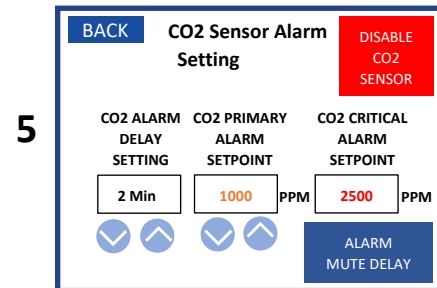 BACK
CO2 Sensor Alarm
Setting
DISABLE
CO2
SENSOR
5
CO2 ALARM
DELAY
SETTING
CO2 PRIMARY
ALARM
SETPOINT
CO2 CRITICAL
ALARM
SETPOINT
2 Min
1000 PPM
2500 PPM
ALARM
MUTE DELAY